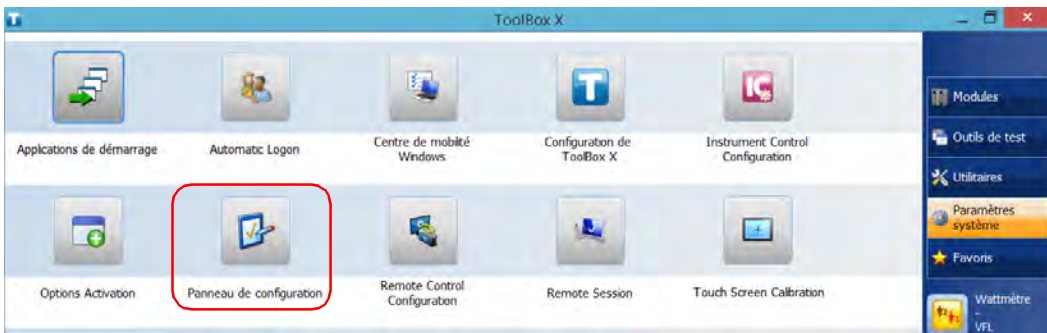 ToolBox X
Applications de démarrage
Automatic Logon
Centre de mobilité
Windows
Configuration de
ToolBox X
Instrument Control
Configuration
Options Activation
Panneau de configuration
Remote Control
Configuration
Remote Session
Touch Screen Calibration
Modules
Outils de test
Utilitaires
Paramètres
système
Favoris
Wattmètre
-
VFL